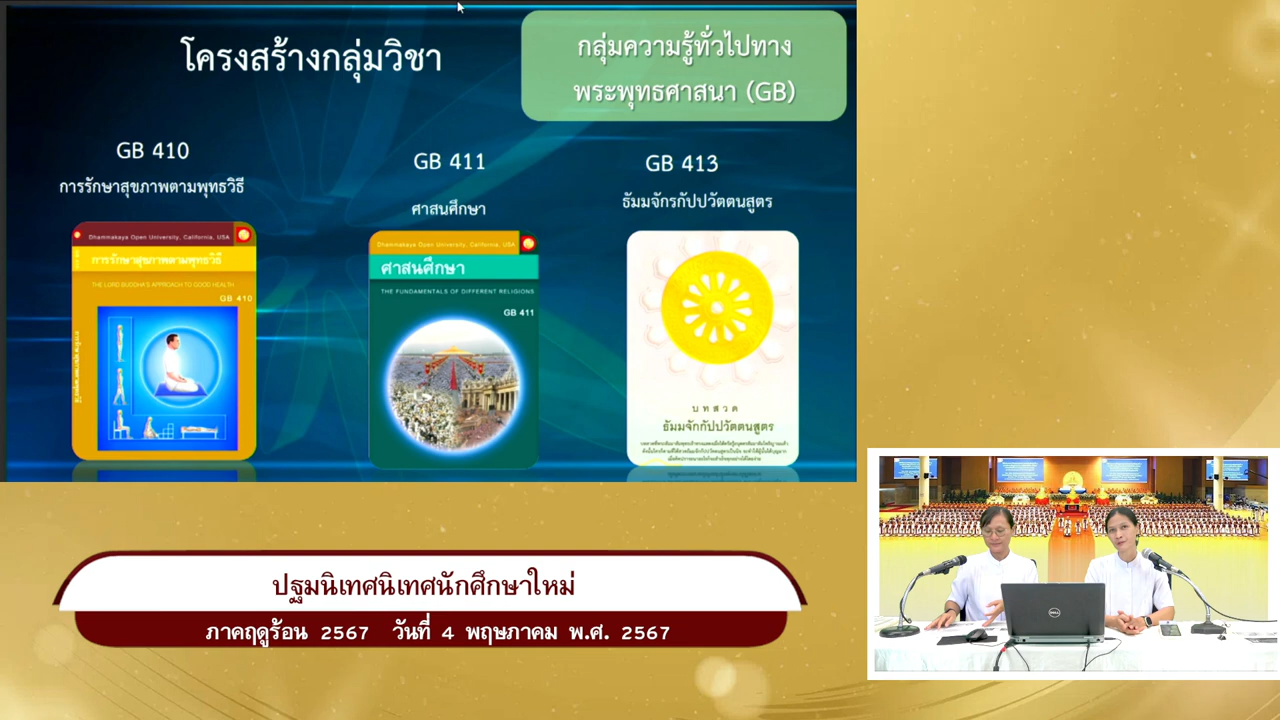 โครงสร้างกลุ่มวิชา
กลุ่มความรู้ทั่วไปทาง
พระพุทธศาสนา (GB)
GB 410
การรักษาสุขภาพตามพุทธวิธี
GB 411
ศาสนศึกษา
GB 413
ธัมมจักรกัปปวัตตนสูตร
Dhammakaya Open University, California, USA
การรักษาสุขภาพตามพุทธวิธี
THE LORD BUDDHA'S APPROACH TO GOOD HEALTH
GB 410
Dhammakaya Open University, California, USA
ศาสนศึกษา
THE FUNDAMENTALS OF DIFFERENT RELIGIONS
GB 411
บทสวด
ธัมมจักกัปปวัตตนสูตร
ปฐมนิเทศนิเทศนักศึกษาใหม่
ภาคฤดูร้อน 2567 วันที่ 4 พฤษภาคม พ.ศ. 2567
DELL